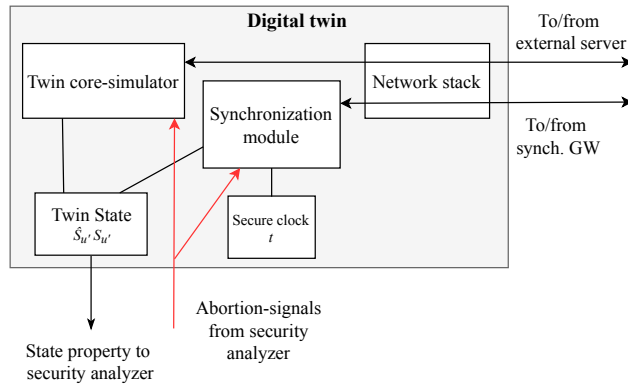 Digital twin
To/from
external server
Twin core-simulator
Network stack
Synchronization
module
To/from
synch. GW
Twin State
Ŝu' Su'
Secure clock
t
Abortion-signals
from security
analyzer
State property to
security analyzer